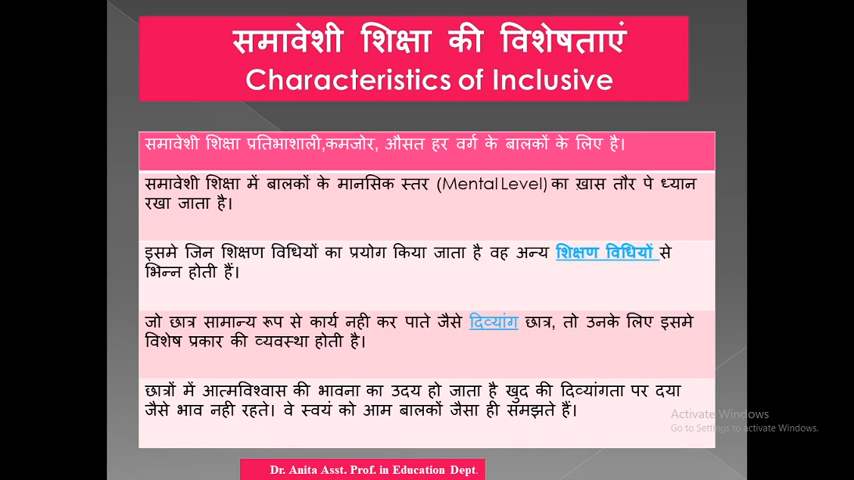 समावेशी शिक्षा की विशेषताएं
Characteristics of Inclusive
समावेशी शिक्षा प्रतिभाशाली,कमजोर, औसत हर वर्ग के बालकों के लिए है।
समावेशी शिक्षा में बालकों के मानसिक स्तर (Mental Level) का ख़ास तौर पे ध्यान
रखा जाता है।
इसमे जिन शिक्षण विधियों का प्रयोग किया जाता है वह अन्य शिक्षण विधियों से
भिन्न होती हैं।
जो छात्र सामान्य रूप से कार्य नही कर पाते जैसे दिव्यांग छात्र, तो उनके लिए इसमे
विशेष प्रकार की व्यवस्था होती है।
छात्रों में आत्मविश्वास की भावना का उदय हो जाता है खुद की दिव्यांगता पर दया
जैसे भाव नही रहते। वे स्वयं को आम बालकों जैसा ही समझते हैं।
Activate Windows
Go to Settings to activate Windows.
Dr. Anita Asst. Prof. in Education Dept.